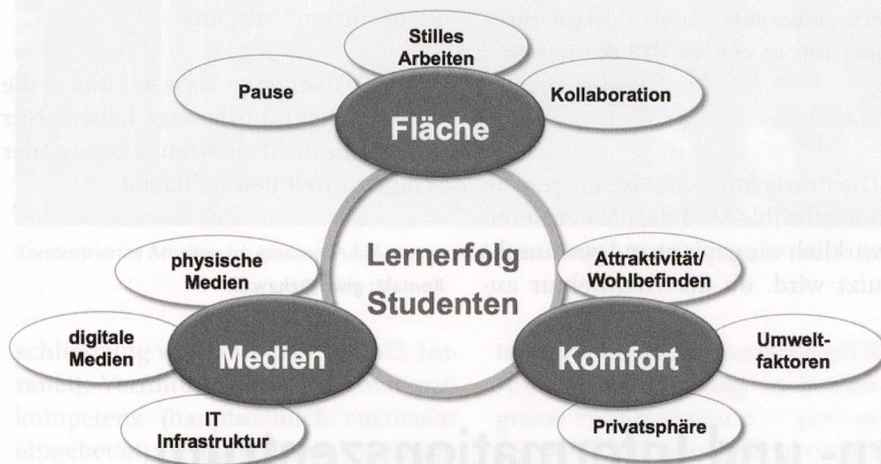 Stilles
Arbeiten
Pause
Kollaboration
Fläche
Lernerfolg
Studenten
physische
Medien
Attraktivität/
Wohlbefinden
digitale
Medien
Medien
Komfort
Umwelt-
faktoren
IT
Infrastruktur
Privatsphäre